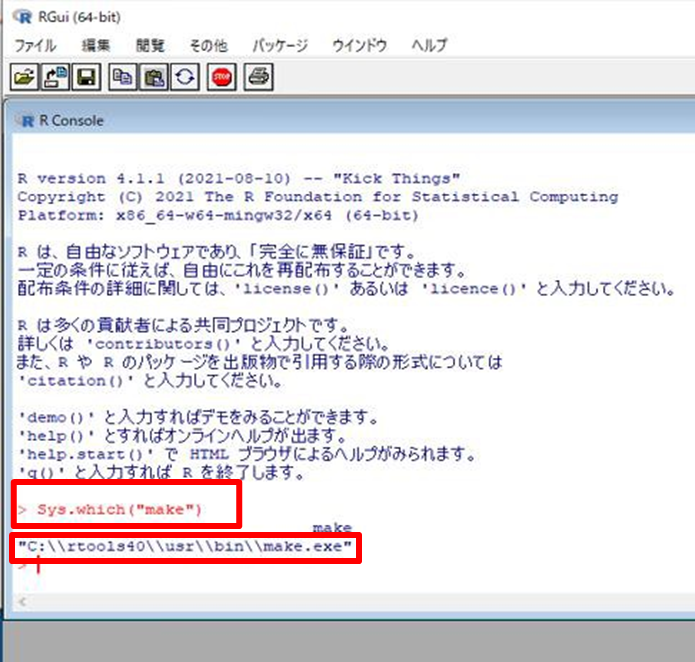 RGui (64-bit)
ファイル 編集 閲覧 その他 パッケージ ウインドウ ヘルプ
STOP
R Console
R version 4.1.1 (2021-08-10) -- "Kick Things"
Copyright (C) 2021 The R Foundation for Statistical Computing
Platform: x86_64-w64-mingw32/x64 (64-bit)
R は、自由なソフトウェアであり、「完全に無保証」です。
一定の条件に従えば、自由にこれを再配布することができます。
配布条件の詳細に関しては、'license()' あるいは 'licence()' と入力してください。
R は多くの貢献者による共同プロジェクトです。
詳しくは 'contributors()' と入力してください。
また、R や R のパッケージを出版物で引用する際の形式については
'citation()' と入力してください。
'demo()' と入力すればデモをみることができます。
'help()' とすればオンラインヘルプが出ます。
'help.start()' で HTML ブラウザによるヘルプがみられます。
'q()' と入力すれば R を終了します。
> Sys.which("make")
make
"C:\\rtools40\\usr\\bin\\make.exe"
>